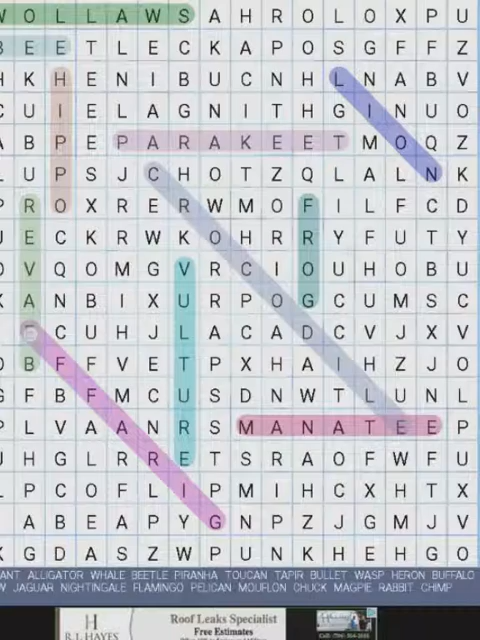 W O L L A W S A H R O L O X P U
B E E T L E C K A P O S G F F Z
H K H E N I B U C N H L N A B V
C U I E L A G N I T H G I N U O
A B P E P A R A K E E T M O Q Z
L U P S J C H O T Z Q L A L N K
P R O X R E R W M O F I L F C D
E C K R W K O H R R Y F U T Y
V Q O M G V R C I O U H O B U
A N B I X U R P O G C U M S C
E C U H J L A C A D C V J X V
B F F V E T P X H A I H Z J O
G F B F M C U S D N W T L U N L
P L V A A N R S M A N A T E E P
U H G L R R E T S R A O F W F U
L P C O F L I P M I H C X H T X
A B E A P Y G N P Z J G M J V
K G D A S Z W P U N K H E H G O
ANT ALLIGATOR WHALE BEETLE PIRANHA TOUCAN TAPIR BULLET WASP HERON BUFFALO
W JAGUAR NIGHTINGALE FLAMINGO PELICAN MOUFLON CHUCK MAGPIE RABBIT CHIMP
H
R.L.HAYES
Roof Leaks Specialist
Free Estimates